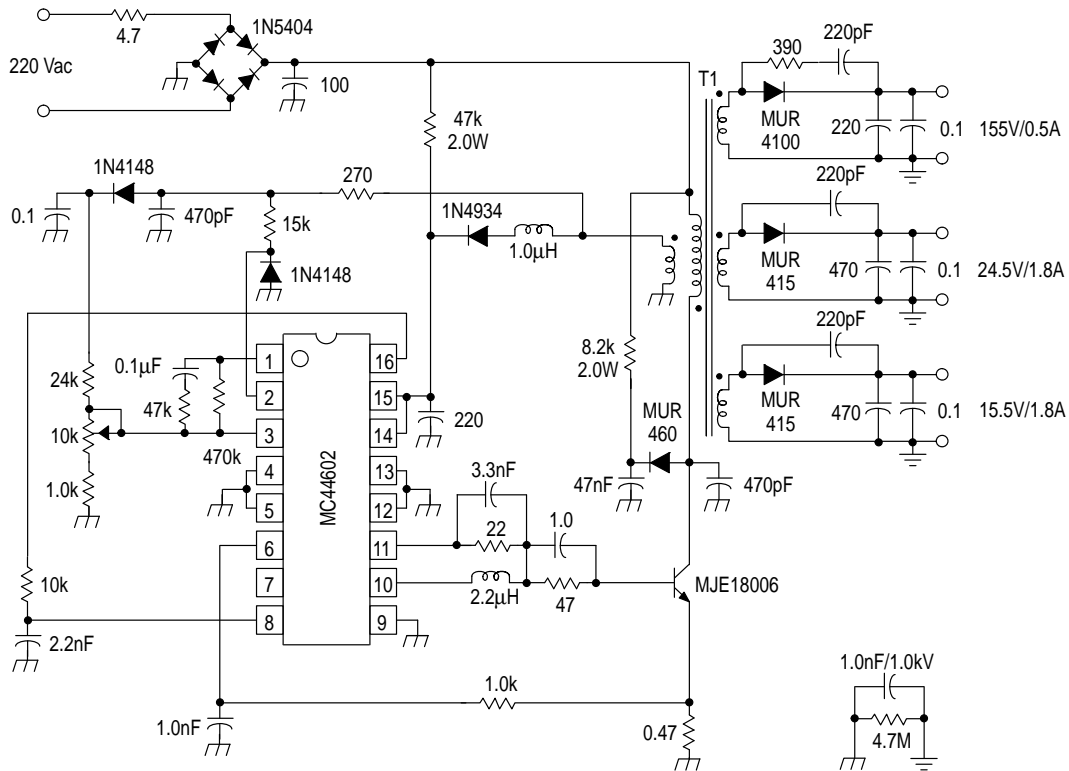 4.7
1N5404
220 Vac
100
47k
2.0W
T1
390
220pF
MUR
4100
220
0.1
155V/0.5A
1N4148
0.1
470pF
270
15k
1N4148
1N4934
1.0µH
220pF
MUR
415
470
0.1
24.5V/1.8A
8.2k
2.0W
220pF
MUR
415
470
0.1
15.5V/1.8A
24k
10k
1.0k
0.1µF
47k
470k
MC44602
1
2
3
4
5
6
7
8
16
15
14
13
12
11
10
9
220
MUR
460
47nF
470pF
3.3nF
22
1.0
2.2µH
47
MJE18006
10k
2.2nF
1.0nF
1.0k
0.47
1.0nF/1.0kV
4.7M